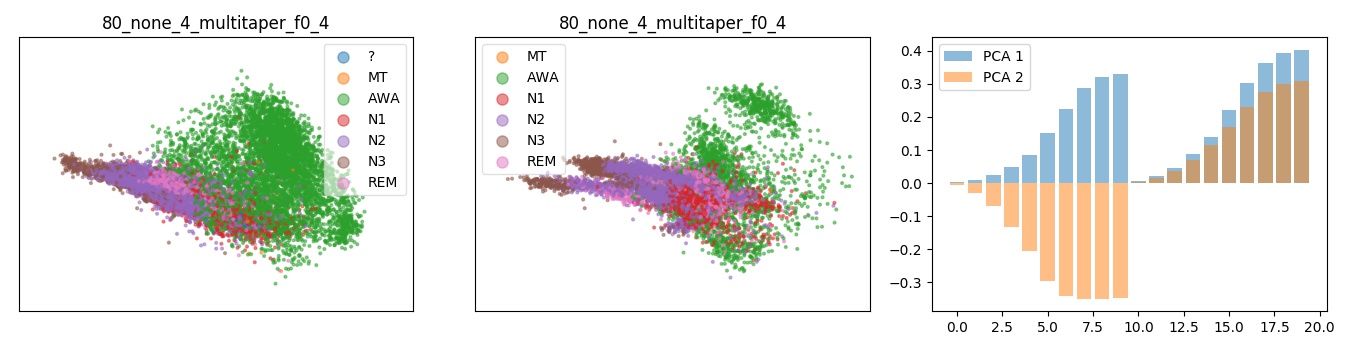 80_none_4_multitaper_f0_4
?
MT
AWA
N1
N2
N3
REM
80_none_4_multitaper_f0_4
MT
AWA
N1
N2
N3
REM
PCA 1
PCA 2
0.4
0.3
0.2
0.1
0.0
−0.1
−0.2
−0.3
0.0 2.5 5.0 7.5 10.0 12.5 15.0 17.5 20.0